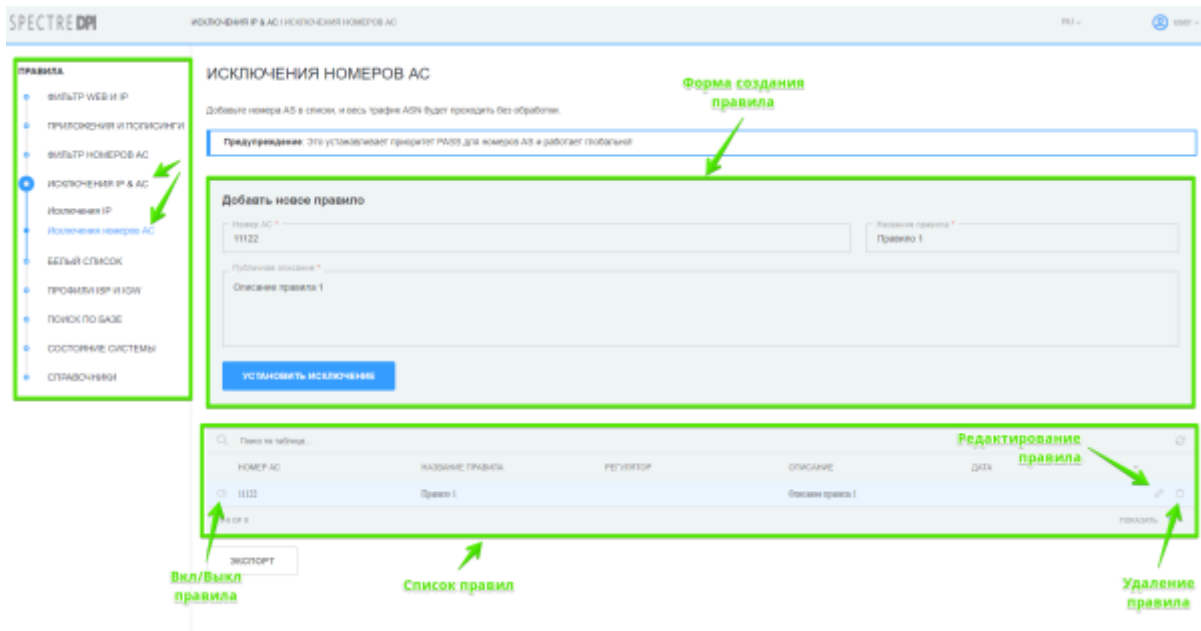 SPECTRE DPI
ИСКЛЮЧЕНИЯ IP & AC / ИСКЛЮЧЕНИЯ НОМЕРОВ АС
RU
user
ПРАВИЛА
ФИЛЬТР WEB И IP
ПРИЛОЖЕНИЯ И ПОПИСИНГИ
ФИЛЬТР НОМЕРОВ АС
ИСКЛЮЧЕНИЯ IP & AC
Исключения IP
Исключения номеров АС
БЕЛЫЙ СПИСОК
ПРОФИЛИ ISP И IGW
ПОИСК ПО БАЗЕ
СОСТОЯНИЕ СИСТЕМЫ
СПРАВОЧНИКИ
ИСКЛЮЧЕНИЯ НОМЕРОВ АС
Форма создания
правила
Добавьте номера AS в списки, и весь трафик ASN будет проходить без обработки.
Предупреждение: Это устанавливает приоритет PASS для номеров AS и работает глобально!
Добавть новое правило
Номер АС *
11122
Название правила *
Правило 1
Публичное описание *
Описание правила 1
УСТАНОВИТЬ ИСКЛЮЧЕНИЕ
Поиск по таблице...
Редактирование
правила
НОМЕР АС
НАЗВАНИЕ ПРАВИЛА
РЕГУЛЯТОР
ОПИСАНИЕ
ДАТА
11122
Правило 1
Описание правила 1
OF
ПОКАЗАТЬ
ЭКСПОРТ
Вкл/Выкл
правила
Список правил
Удаление
правила